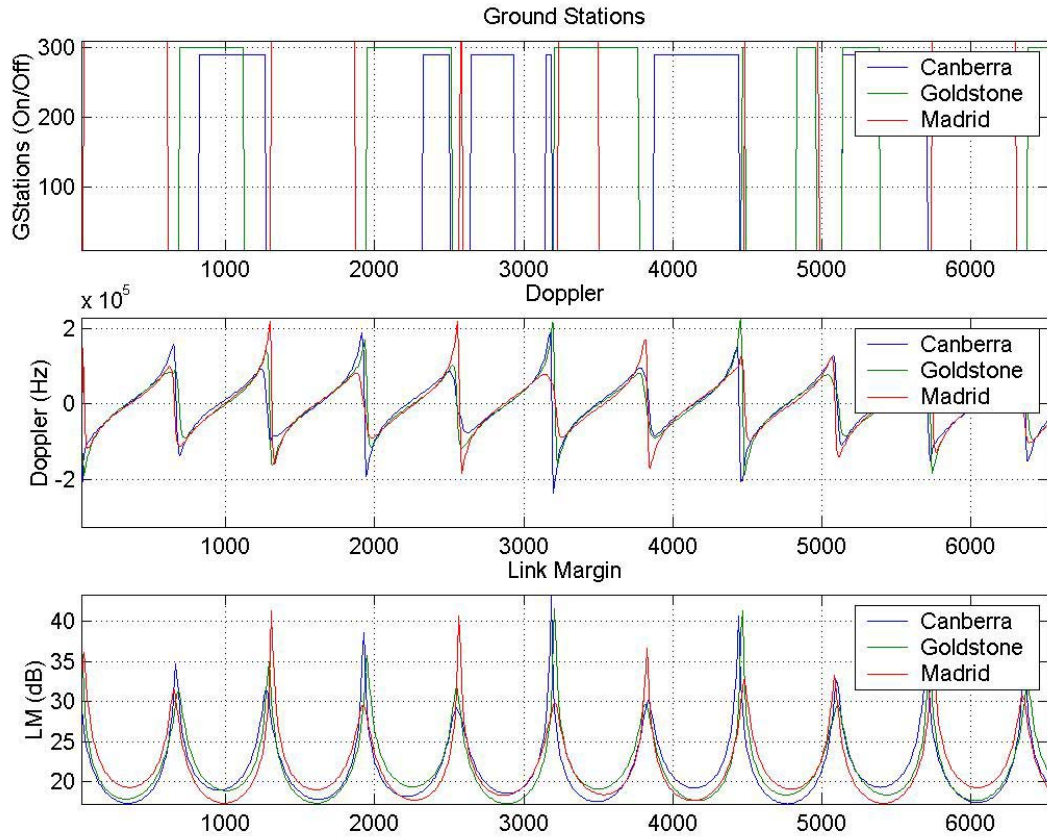 Ground Stations
GStations (On/Off)
300
200
100
Canberra
Goldstone
Madrid
1000 2000 3000 4000 5000 6000
Doppler
x 10^5
Doppler (Hz)
2
0
-2
Canberra
Goldstone
Madrid
1000 2000 3000 4000 5000 6000
Link Margin
LM (dB)
40
35
30
25
20
Canberra
Goldstone
Madrid
1000 2000 3000 4000 5000 6000